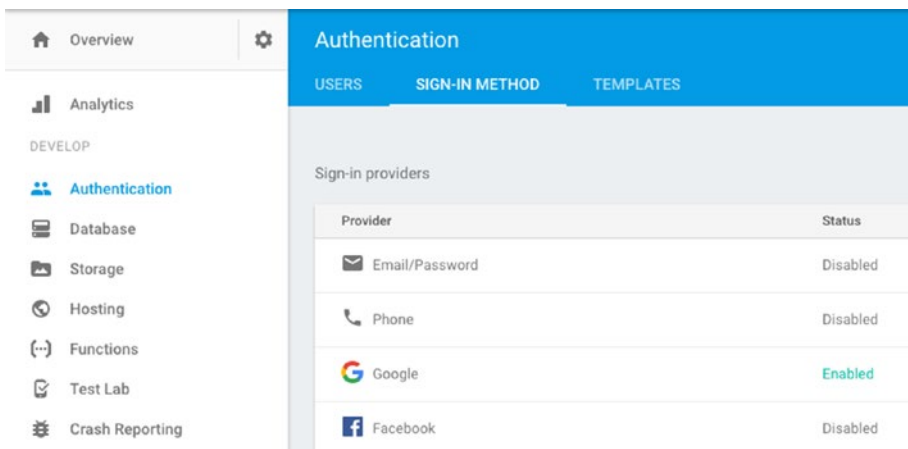 Overview
Analytics
DEVELOP
Authentication
Database
Storage
Hosting
Functions
Test Lab
Crash Reporting
Authentication
USERS SIGN-IN METHOD TEMPLATES
Sign-in providers
Provider Status
Email/Password Disabled
Phone Disabled
Google Enabled
Facebook Disabled